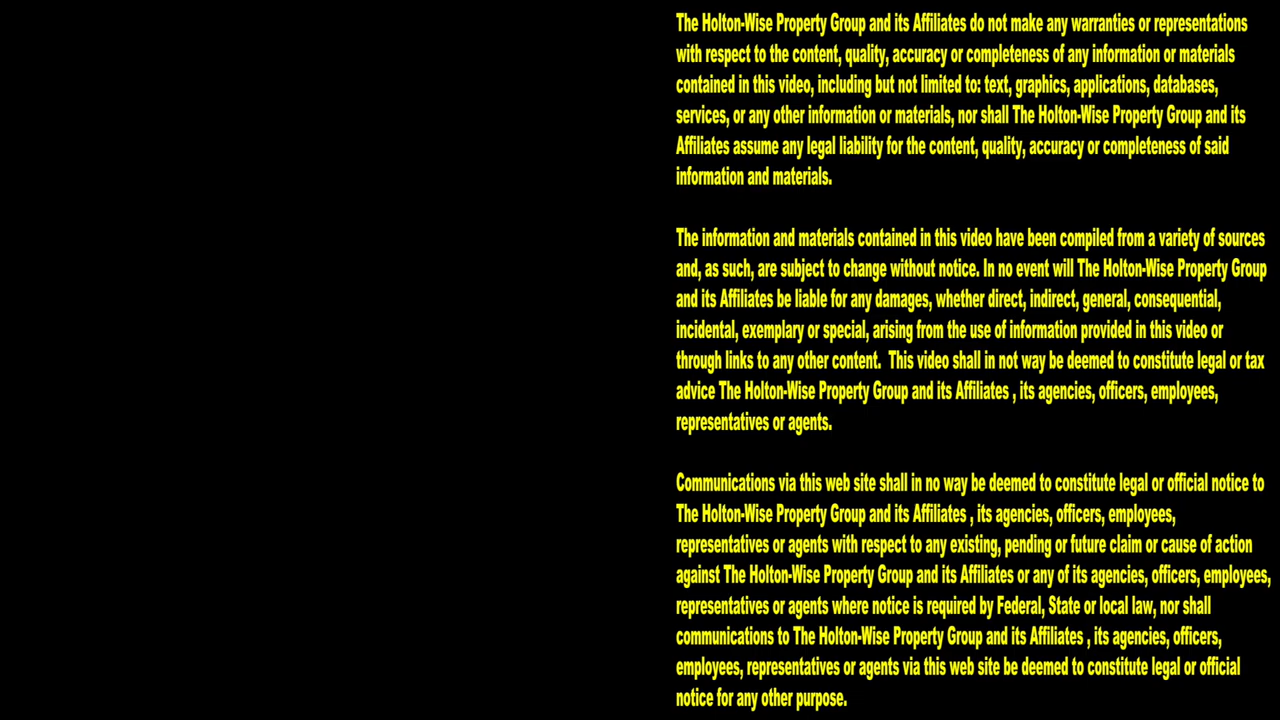 The Holton-Wise Property Group and its Affiliates do not make any warranties or representations
with respect to the content, quality, accuracy or completeness of any information or materials
contained in this video, including but not limited to: text, graphics, applications, databases,
services, or any other information or materials, nor shall The Holton-Wise Property Group and its
Affiliates assume any legal liability for the content, quality, accuracy or completeness of said
information and materials.
The information and materials contained in this video have been compiled from a variety of sources
and, as such, are subject to change without notice. In no event will The Holton-Wise Property Group
and its Affiliates be liable for any damages, whether direct, indirect, general, consequential,
incidental, exemplary or special, arising from the use of information provided in this video or
through links to any other content.  This video shall in not way be deemed to constitute legal or tax
advice The Holton-Wise Property Group and its Affiliates , its agencies, officers, employees,
representatives or agents.
Communications via this web site shall in no way be deemed to constitute legal or official notice to
The Holton-Wise Property Group and its Affiliates , its agencies, officers, employees,
representatives or agents with respect to any existing, pending or future claim or cause of action
against The Holton-Wise Property Group and its Affiliates or any of its agencies, officers, employees,
representatives or agents where notice is required by Federal, State or local law, nor shall
communications to The Holton-Wise Property Group and its Affiliates , its agencies, officers,
employees, representatives or agents via this web site be deemed to constitute legal or official
notice for any other purpose.